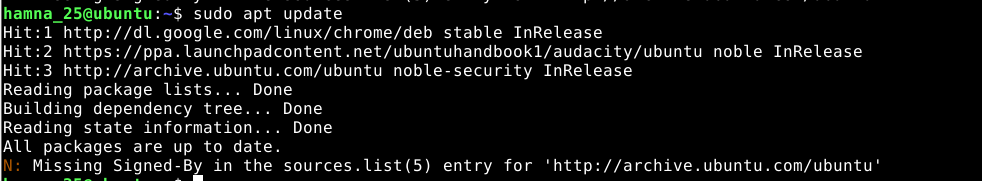 hamna_25@ubuntu:~$ sudo apt update
Hit:1 http://dl.google.com/linux/chrome/deb stable InRelease
Hit:2 https://ppa.launchpadcontent.net/ubuntuhandbook1/audacity/ubuntu noble InRelease
Hit:3 http://archive.ubuntu.com/ubuntu noble-security InRelease
Reading package lists... Done
Building dependency tree... Done
Reading state information... Done
All packages are up to date.
N: Missing Signed-By in the sources.list(5) entry for 'http://archive.ubuntu.com/ubuntu'